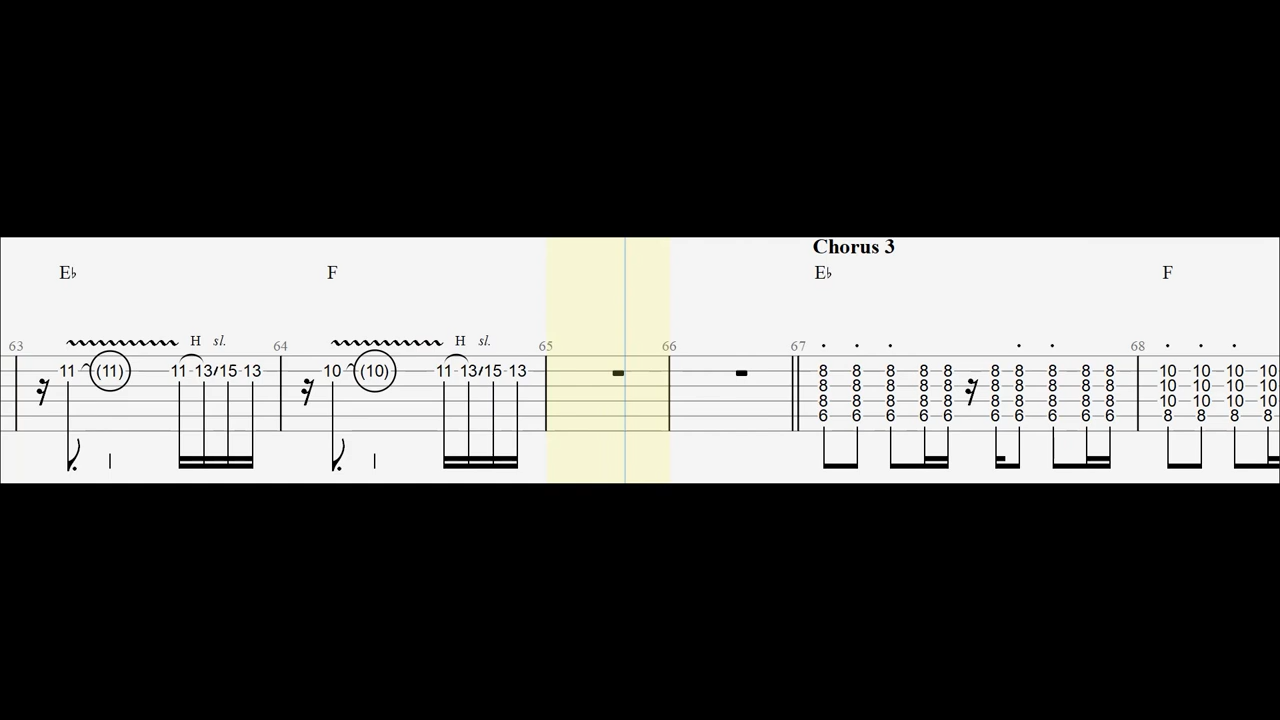 Chorus 3
E♭ F E♭ F
H sl. H sl.
63 64 65 66 67 68
11 (11) 11 13 15 13 10 (10) 11 13 15 13 8 8 8 8 8 8 8 8 8 8 10 10 10 10
8 8 8 8 8 8 8 8 8 8 10 10 10 10
8 8 8 8 8 8 8 8 8 8 10 10 10 10
6 6 6 6 6 6 6 6 6 6 8 8 8 8